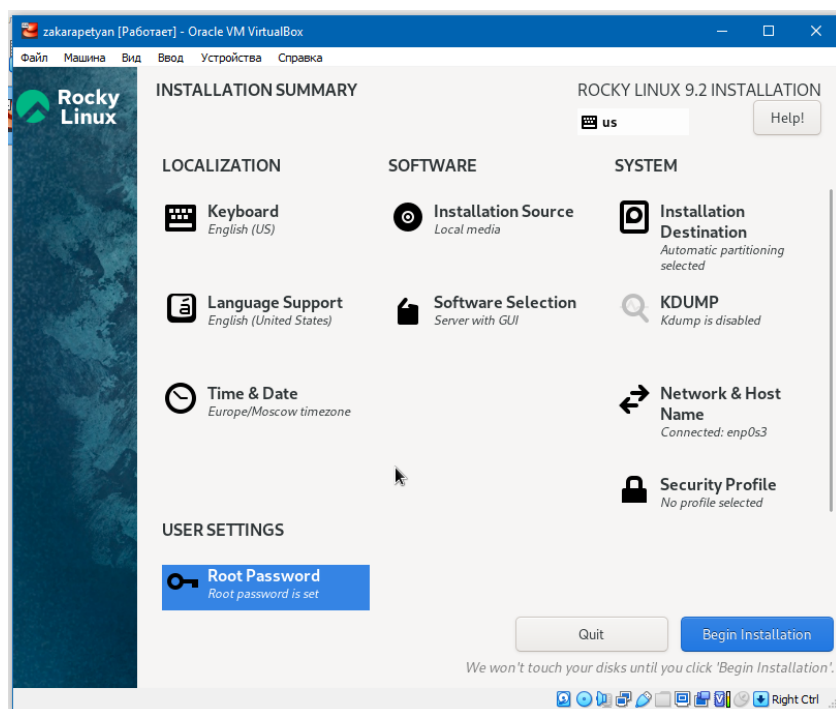 zakarapetyan [Работает] - Oracle VM VirtualBox
Файл Машина Вид Ввод Устройства Справка
Rocky
Linux
INSTALLATION SUMMARY
ROCKY LINUX 9.2 INSTALLATION
us
Help!
LOCALIZATION
Keyboard
English (US)
Language Support
English (United States)
Time & Date
Europe/Moscow timezone
SOFTWARE
Installation Source
Local media
Software Selection
Server with GUI
SYSTEM
Installation
Destination
Automatic partitioning
selected
KDUMP
Kdump is disabled
Network & Host
Name
Connected: enp0s3
Security Profile
No profile selected
USER SETTINGS
Root Password
Root password is set
Quit
Begin Installation
We won't touch your disks until you click 'Begin Installation'.
Right Ctrl